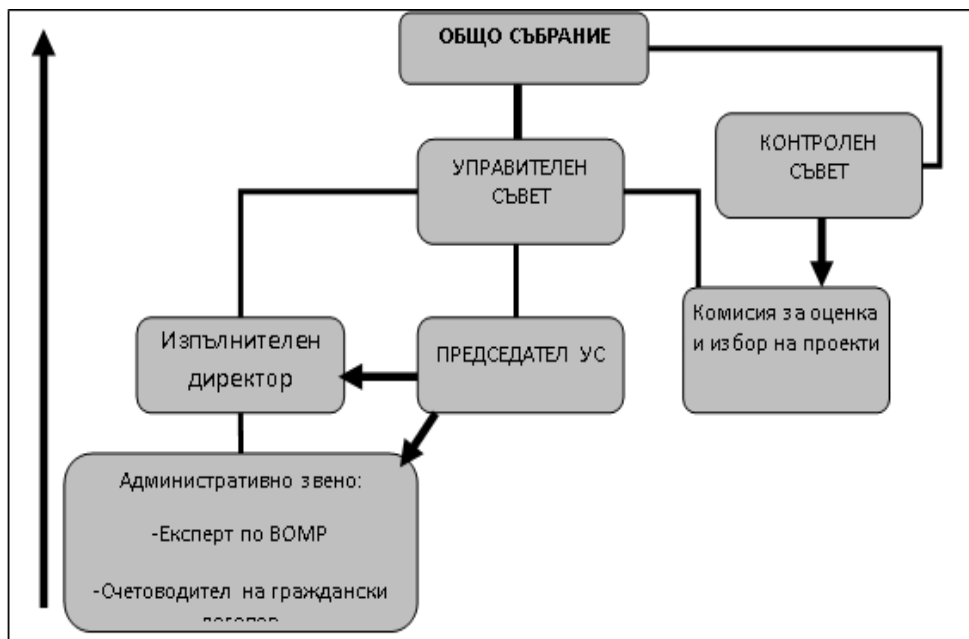 ОБЩО СЪБРАНИЕ
УПРАВИТЕЛЕН
СЪВЕТ
КОНТРОЛЕН
СЪВЕТ
Изпълнителен
директор
ПРЕДСЕДАТЕЛ УС
Комисия за оценка
и избор на проекти
Административно звено:
-Експерт по ВОМР
-Счетоводител на граждански